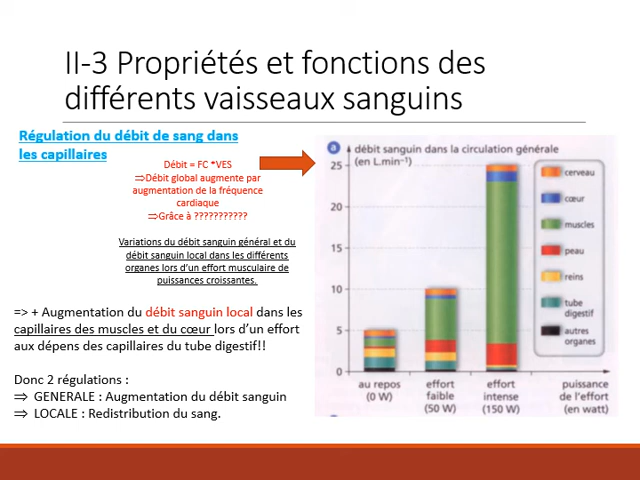 II-3 Propriétés et fonctions des
différents vaisseaux sanguins
Régulation du débit de sang dans
les capillaires
Débit = FC *VES
⇒Débit global augmente par
augmentation de la fréquence
cardiaque
⇒Grâce à ???????????
Variations du débit sanguin général et du
débit sanguin local dans les différents
organes lors d'un effort musculaire de
puissances croissantes.
=> + Augmentation du débit sanguin local dans les
capillaires des muscles et du cœur lors d'un effort
aux dépens des capillaires du tube digestif!!
Donc 2 régulations :
⇒ GENERALE : Augmentation du débit sanguin
⇒ LOCALE : Redistribution du sang.
a débit sanguin dans la circulation générale
(en L.min⁻¹)
25
20
15
10
5
0
cerveau
cœur
muscles
peau
reins
tube
digestif
autres
organes
au repos
(0 W)
effort
faible
(50 W)
effort
intense
(150 W)
puissance
de l'effort
(en watt)